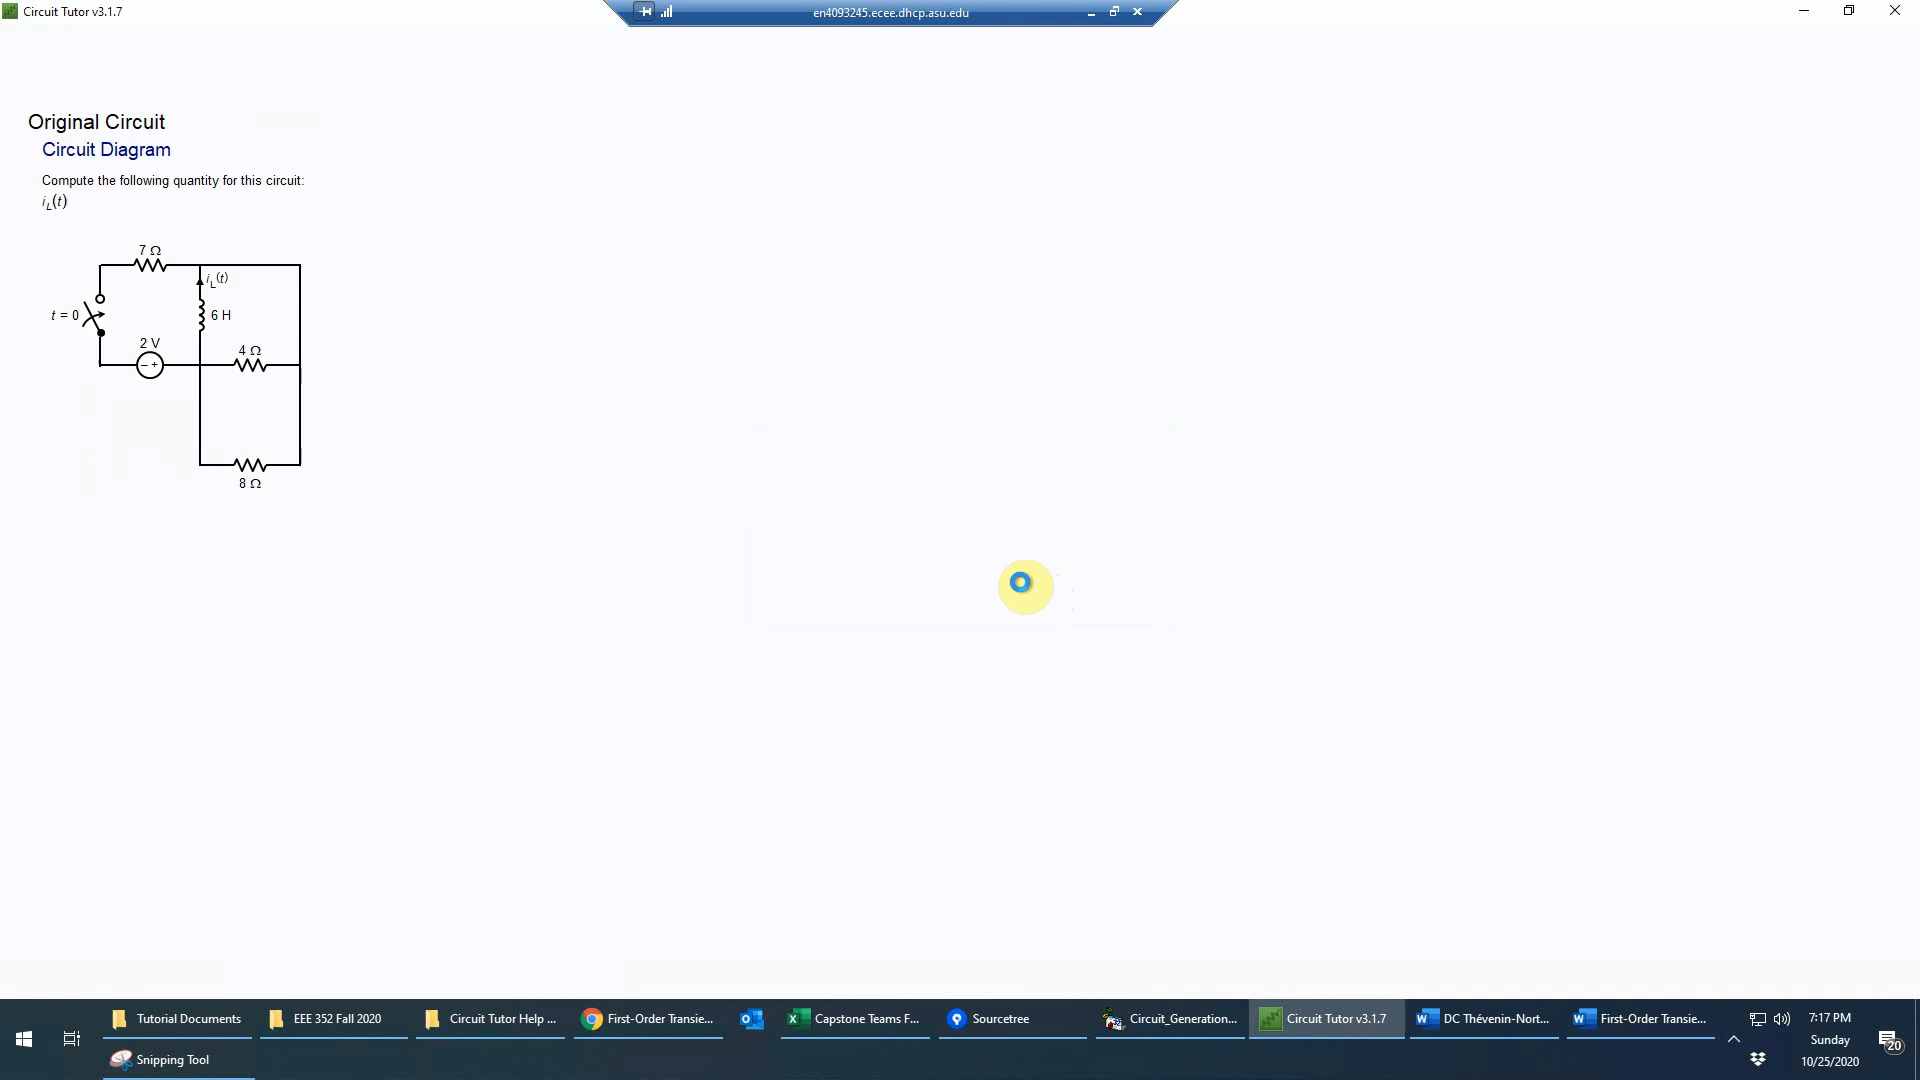 Circuit Tutor v3.1.7
en4093245.ecee.dhcp.asu.edu
Original Circuit
Circuit Diagram
Compute the following quantity for this circuit:
iL(t)
7 Ω
iL(t)
t = 0
6 H
2 V
4 Ω
− +
8 Ω
Tutorial Documents
EEE 352 Fall 2020
Circuit Tutor Help ...
First-Order Transie...
Capstone Teams F...
Sourcetree
Circuit_Generation...
Circuit Tutor v3.1.7
DC Thévenin-Nort...
First-Order Transie...
7:17 PM
Sunday
10/25/2020
20
Snipping Tool